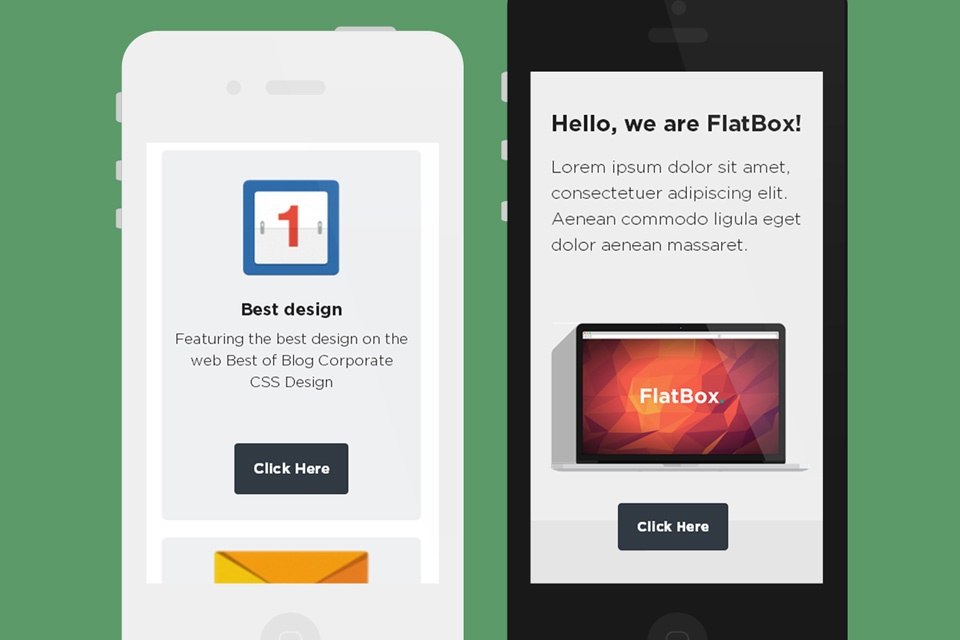 1
Best design
Featuring the best design on the
web Best of Blog Corporate
CSS Design
Click Here
Hello, we are FlatBox!
Lorem ipsum dolor sit amet,
consectetuer adipiscing elit.
Aenean commodo ligula eget
dolor aenean massaret.
FlatBox.
Click Here